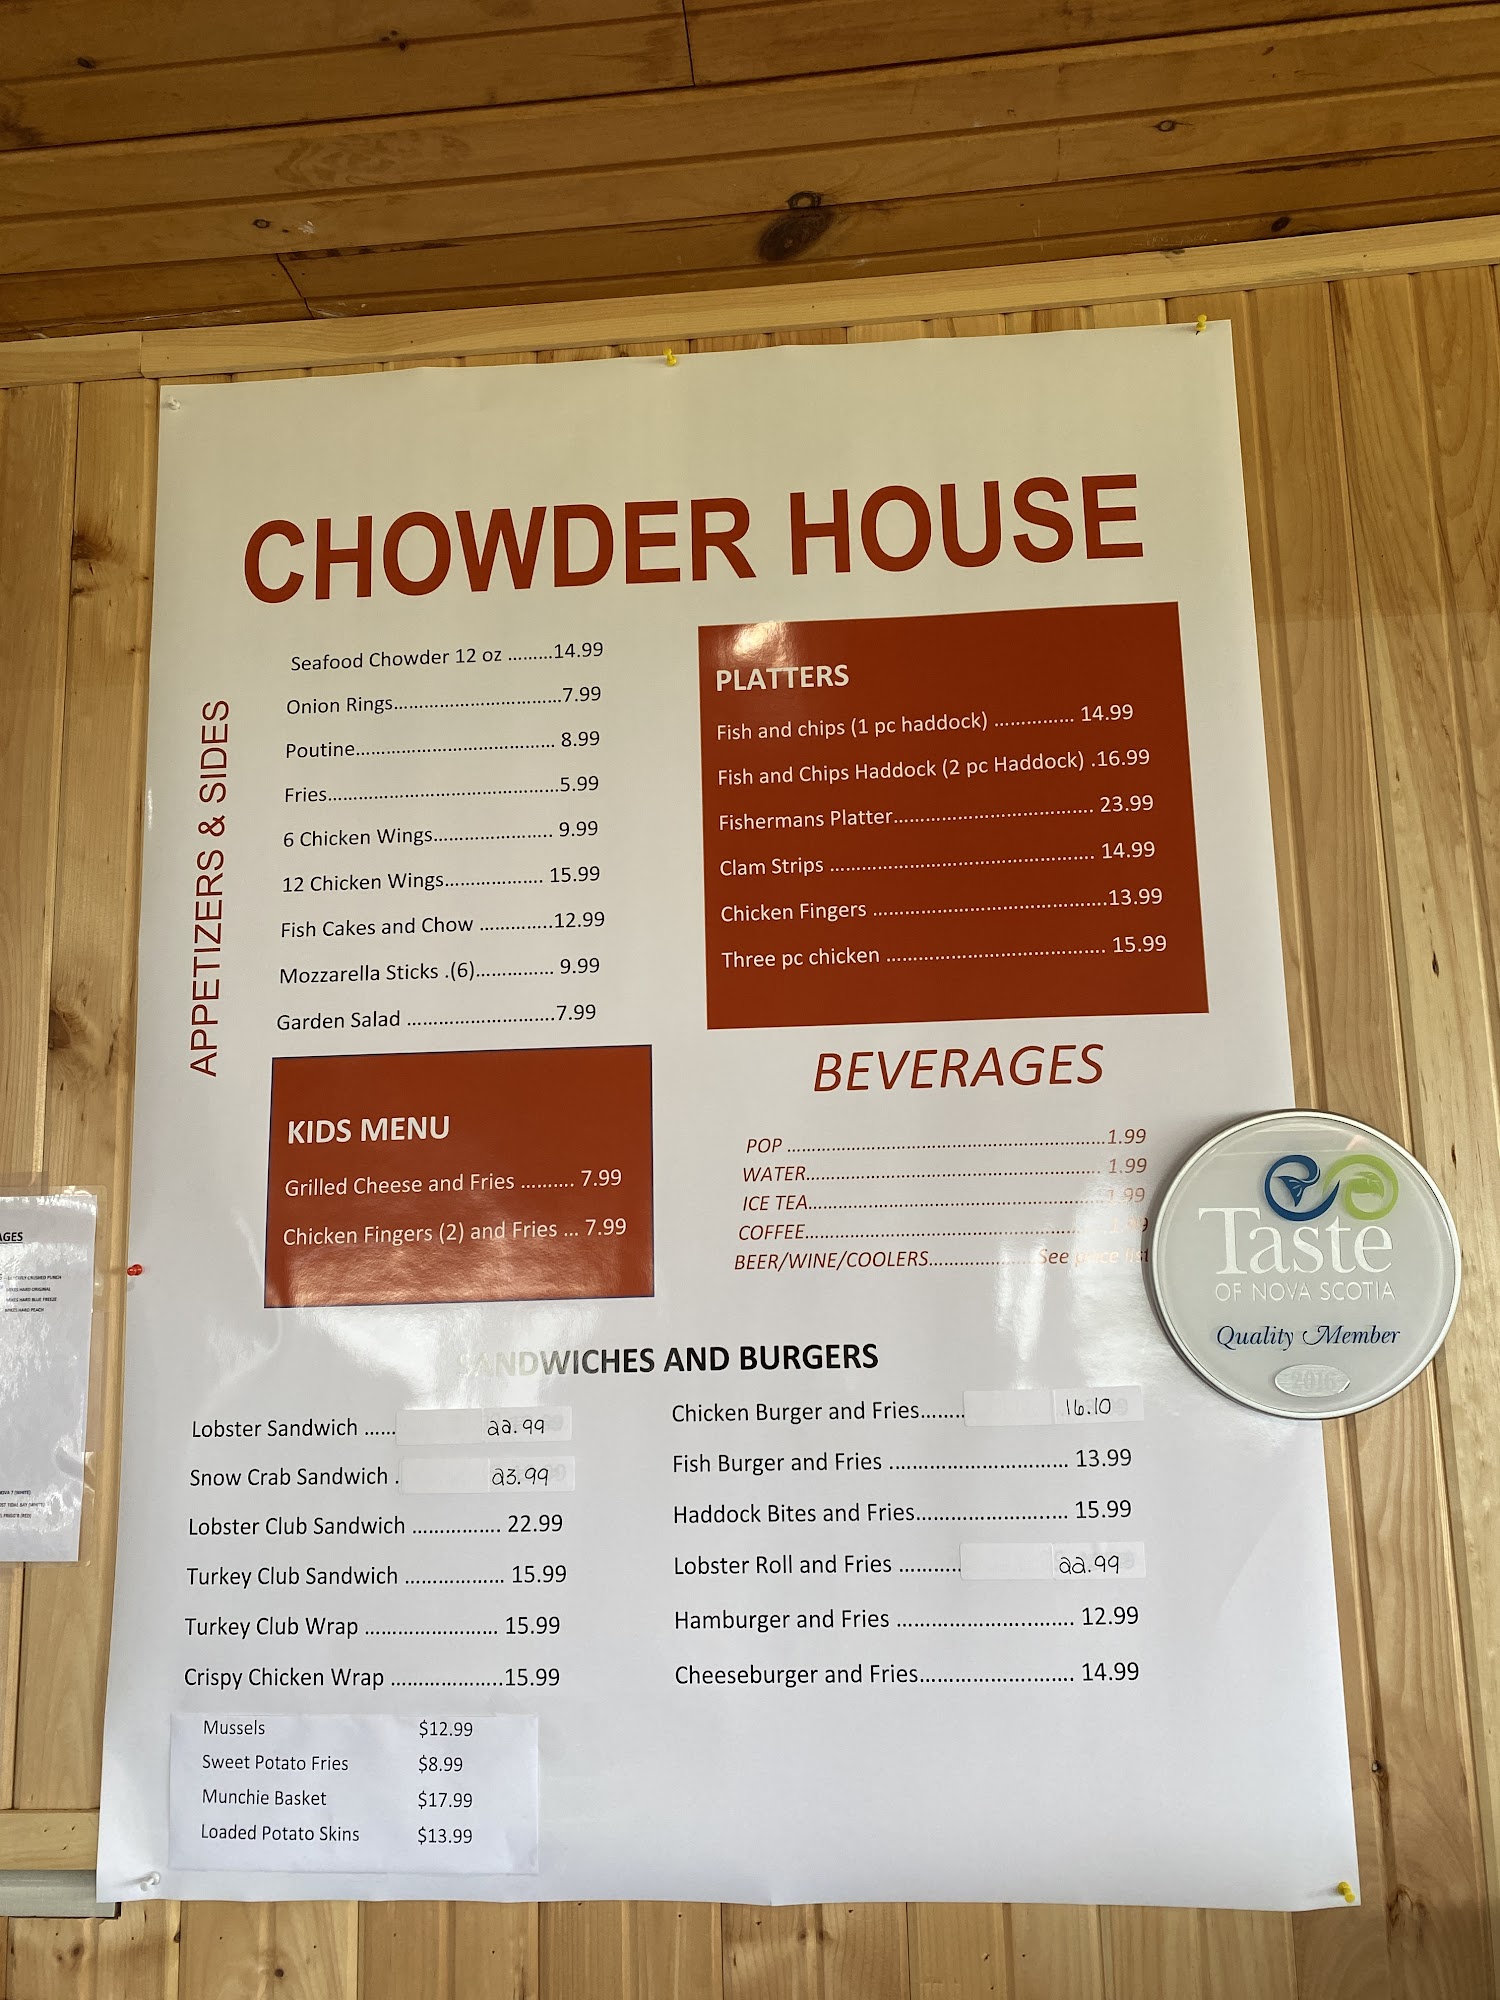 CHOWDER HOUSE
APPETIZERS & SIDES
Seafood Chowder 12 oz .........14.99
Onion Rings.................................7.99
Poutine....................................... 8.99
Fries.............................................5.99
6 Chicken Wings....................... 9.99
12 Chicken Wings................... 15.99
Fish Cakes and Chow ..............12.99
Mozzarella Sticks .(6)............... 9.99
Garden Salad .............................7.99
PLATTERS
Fish and chips (1 pc haddock) ............... 14.99
Fish and Chips Haddock (2 pc Haddock) .16.99
Fishermans Platter....................................... 23.99
Clam Strips .................................................... 14.99
Chicken Fingers ..............................................13.99
Three pc chicken ........................................... 15.99
KIDS MENU
Grilled Cheese and Fries .......... 7.99
Chicken Fingers (2) and Fries ... 7.99
BEVERAGES
POP ...............................................................1.99
WATER........................................................... 1.99
ICE TEA...........................................................1.99
COFFEE..........................................................
BEER/WINE/COOLERS....................See price list
SANDWICHES AND BURGERS
Lobster Sandwich ...... 22.99
Snow Crab Sandwich . 23.99
Lobster Club Sandwich ............... 22.99
Turkey Club Sandwich ................. 15.99
Turkey Club Wrap ....................... 15.99
Crispy Chicken Wrap ...................15.99
Chicken Burger and Fries....... 16.10
Fish Burger and Fries ............................... 13.99
Haddock Bites and Fries.......................... 15.99
Lobster Roll and Fries .......... 22.99
Hamburger and Fries .............................. 12.99
Cheeseburger and Fries.......................... 14.99
Mussels $12.99
Sweet Potato Fries $8.99
Munchie Basket $17.99
Loaded Potato Skins $13.99
Taste
OF NOVA SCOTIA
Quality Member
2016
AGES